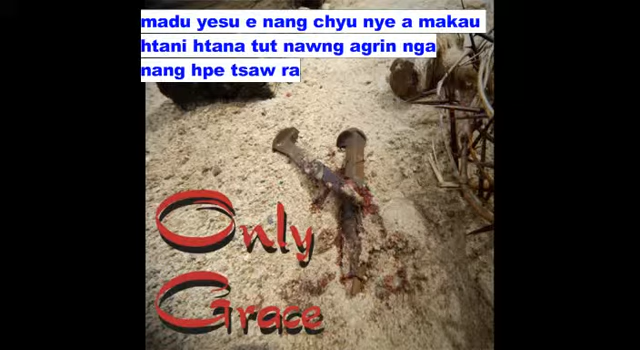 madu yesu e nang chyu nye a makau
htani htana tut nawng agrin nga
nang hpe tsaw ra
Only
Grace